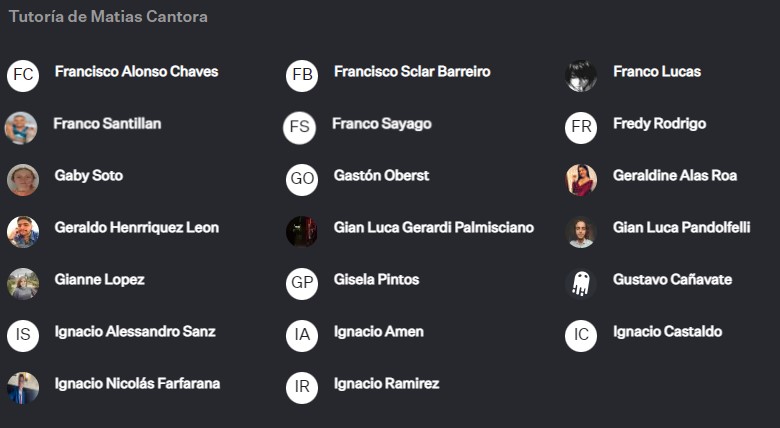 Tutoría de Matias Cantora
FC Francisco Alonso Chaves
FB Francisco Sclar Barreiro
Franco Lucas
Franco Santillan
FS Franco Sayago
FR Fredy Rodrigo
Gaby Soto
GO Gastón Oberst
Geraldine Alas Roa
Geraldo Henrriquez Leon
Gian Luca Gerardi Palmisciano
Gian Luca Pandolfelli
Gianne Lopez
GP Gisela Pintos
Gustavo Cañavate
IS Ignacio Alessandro Sanz
IA Ignacio Amen
IC Ignacio Castaldo
Ignacio Nicolás Farfarana
IR Ignacio Ramirez